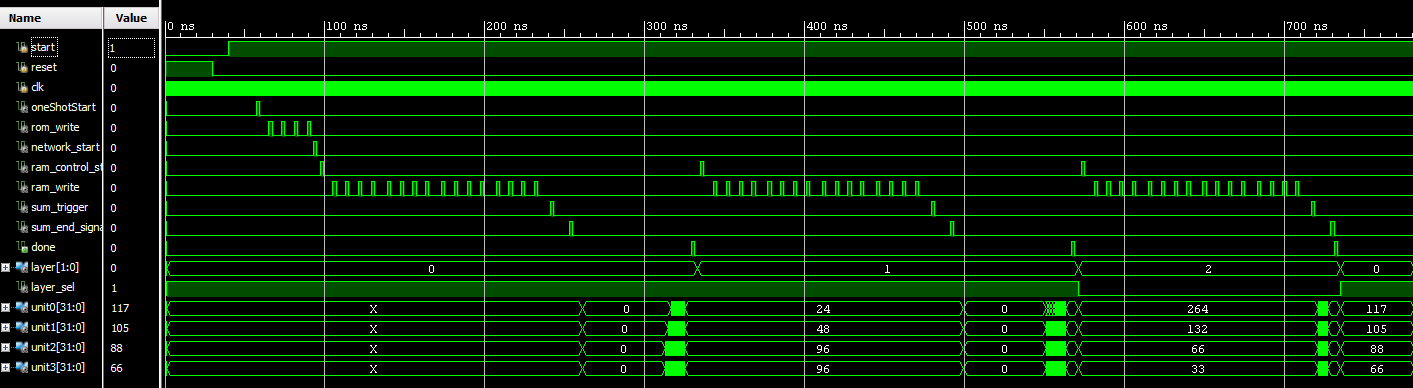 Name Value 0 ns 100 ns 200 ns 300 ns 400 ns 500 ns 600 ns 700 ns
start 1
reset 0
clk 0
oneShotStart 0
rom_write 0
network_start 0
ram_control_st 0
ram_write 0
sum_trigger 0
sum_end_signa 0
done 0
layer[1:0] 0 0 1 2 0
layer_sel 1
unit0[31:0] 117 X 0 24 0 264 117
unit1[31:0] 105 X 0 48 0 132 105
unit2[31:0] 88 X 0 96 0 66 88
unit3[31:0] 66 X 0 96 0 33 66